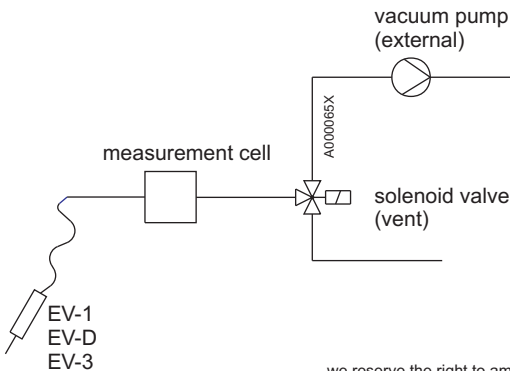 vacuum pump
(external)
A000065X
measurement cell
solenoid valve
(vent)
EV-1
EV-D
EV-3
we reserve the right to am